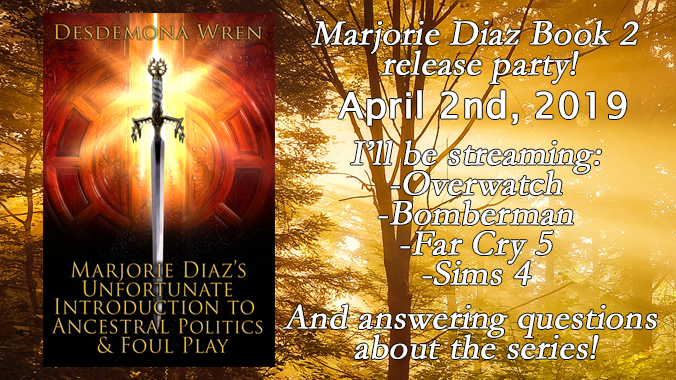 Desdemona Wren
Marjorie Diaz's
Unfortunate
Introduction to
Ancestral Politics
& Foul Play
Marjorie Diaz Book 2
release party!
April 2nd, 2019
I'll be streaming:
-Overwatch
-Bomberman
-Far Cry 5
-Sims 4
And answering questions
about the series!